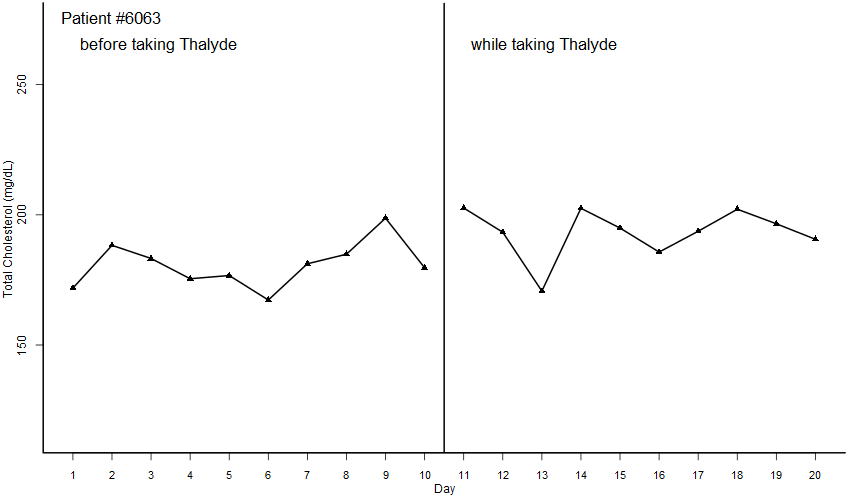 Patient #6063
before taking Thalyde
while taking Thalyde
Total Cholesterol (mg/dL)
250
200
150
1 2 3 4 5 6 7 8 9 10 11 12 13 14 15 16 17 18 19 20
Day